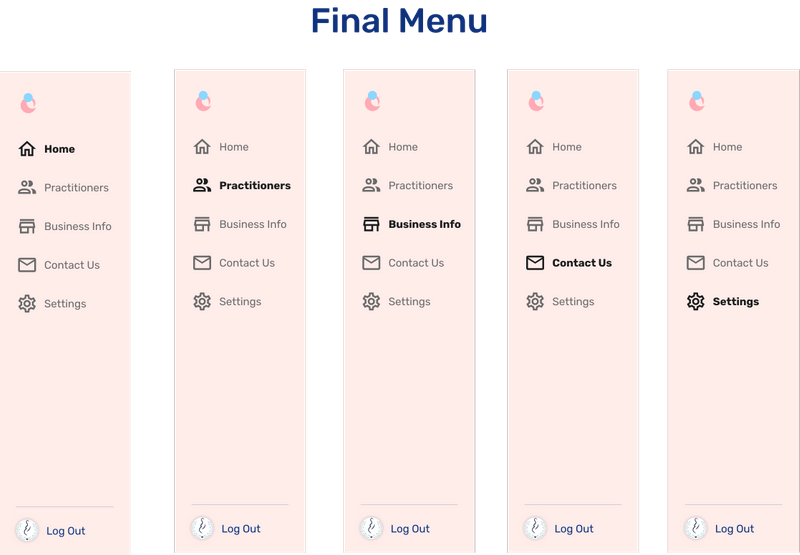 Final Menu
Home
Practitioners
Business Info
Contact Us
Settings
Log Out
Home
Practitioners
Business Info
Contact Us
Settings
Log Out
Home
Practitioners
Business Info
Contact Us
Settings
Log Out
Home
Practitioners
Business Info
Contact Us
Settings
Log Out
Home
Practitioners
Business Info
Contact Us
Settings
Log Out